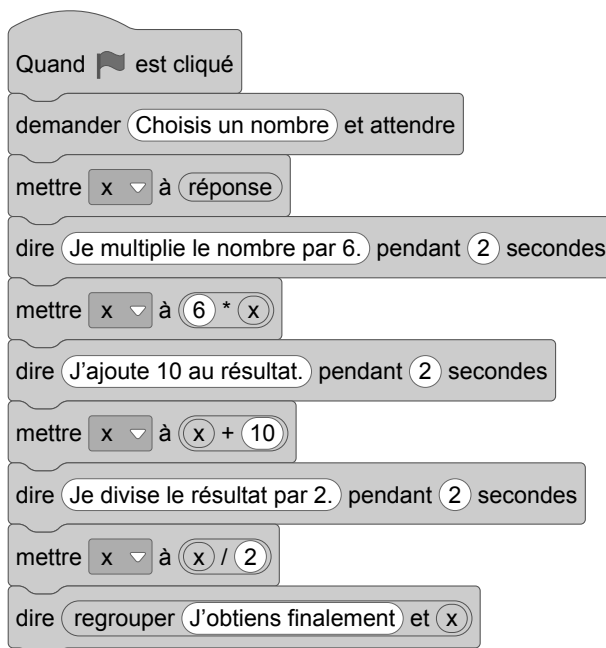 Quand est cliqué
demander Choisis un nombre et attendre
mettre x à réponse
dire Je multiplie le nombre par 6. pendant 2 secondes
mettre x à 6 * x
dire J'ajoute 10 au résultat. pendant 2 secondes
mettre x à x + 10
dire Je divise le résultat par 2. pendant 2 secondes
mettre x à x / 2
dire regrouper J'obtiens finalement et x